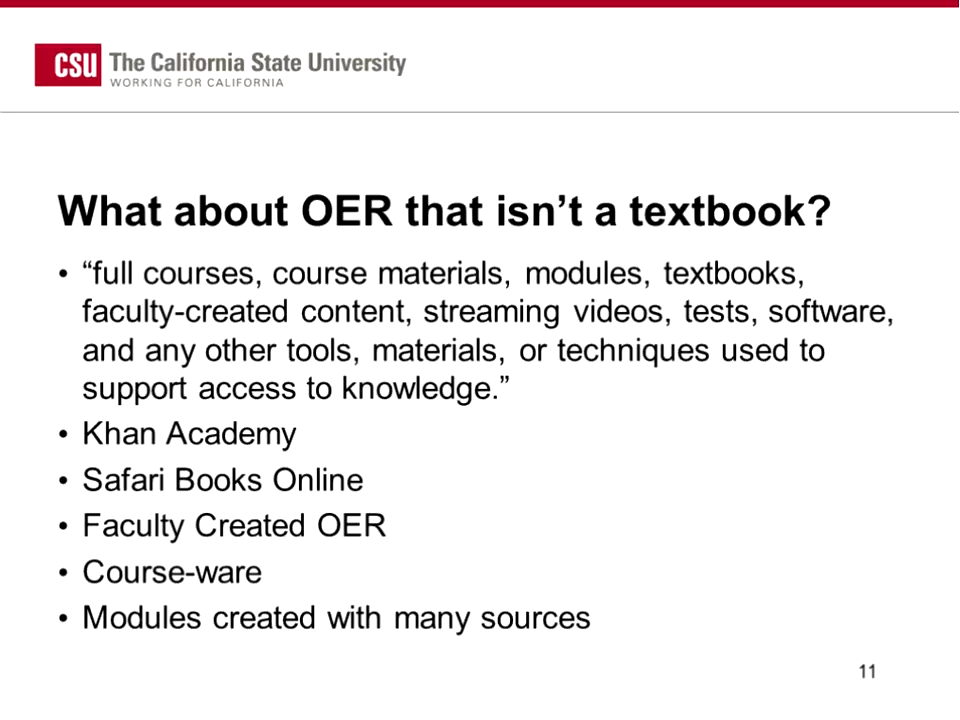 CSU The California State University
WORKING FOR CALIFORNIA
What about OER that isn’t a textbook?
• “full courses, course materials, modules, textbooks,
faculty-created content, streaming videos, tests, software,
and any other tools, materials, or techniques used to
support access to knowledge.”
• Khan Academy
• Safari Books Online
• Faculty Created OER
• Course-ware
• Modules created with many sources
11